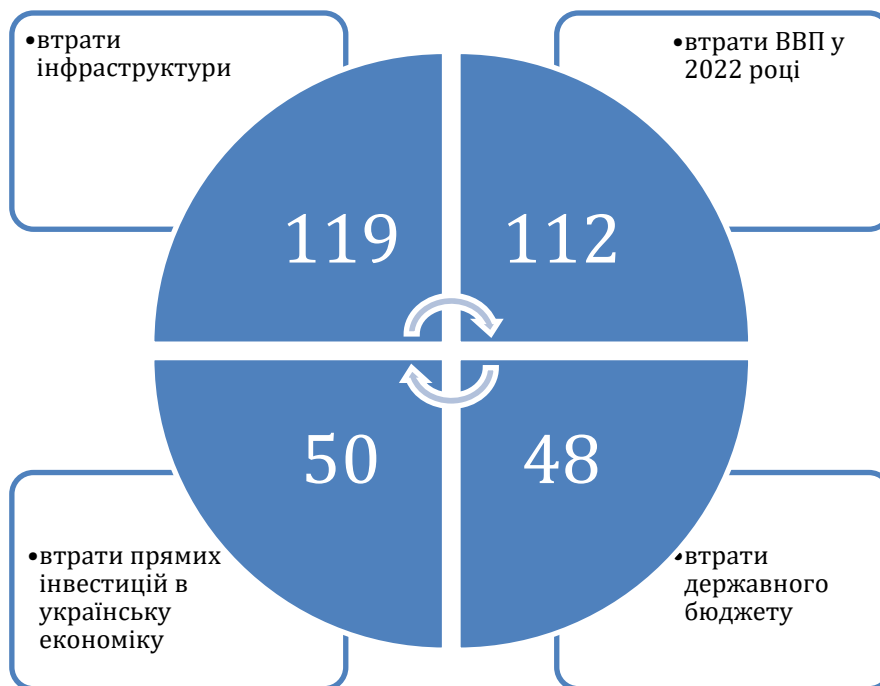 •втрати
інфраструктури
•втрати ВВП у
2022 році
119
112
50
48
•втрати прямих
інвестицій в
українську
економіку
•втрати
державного
бюджету